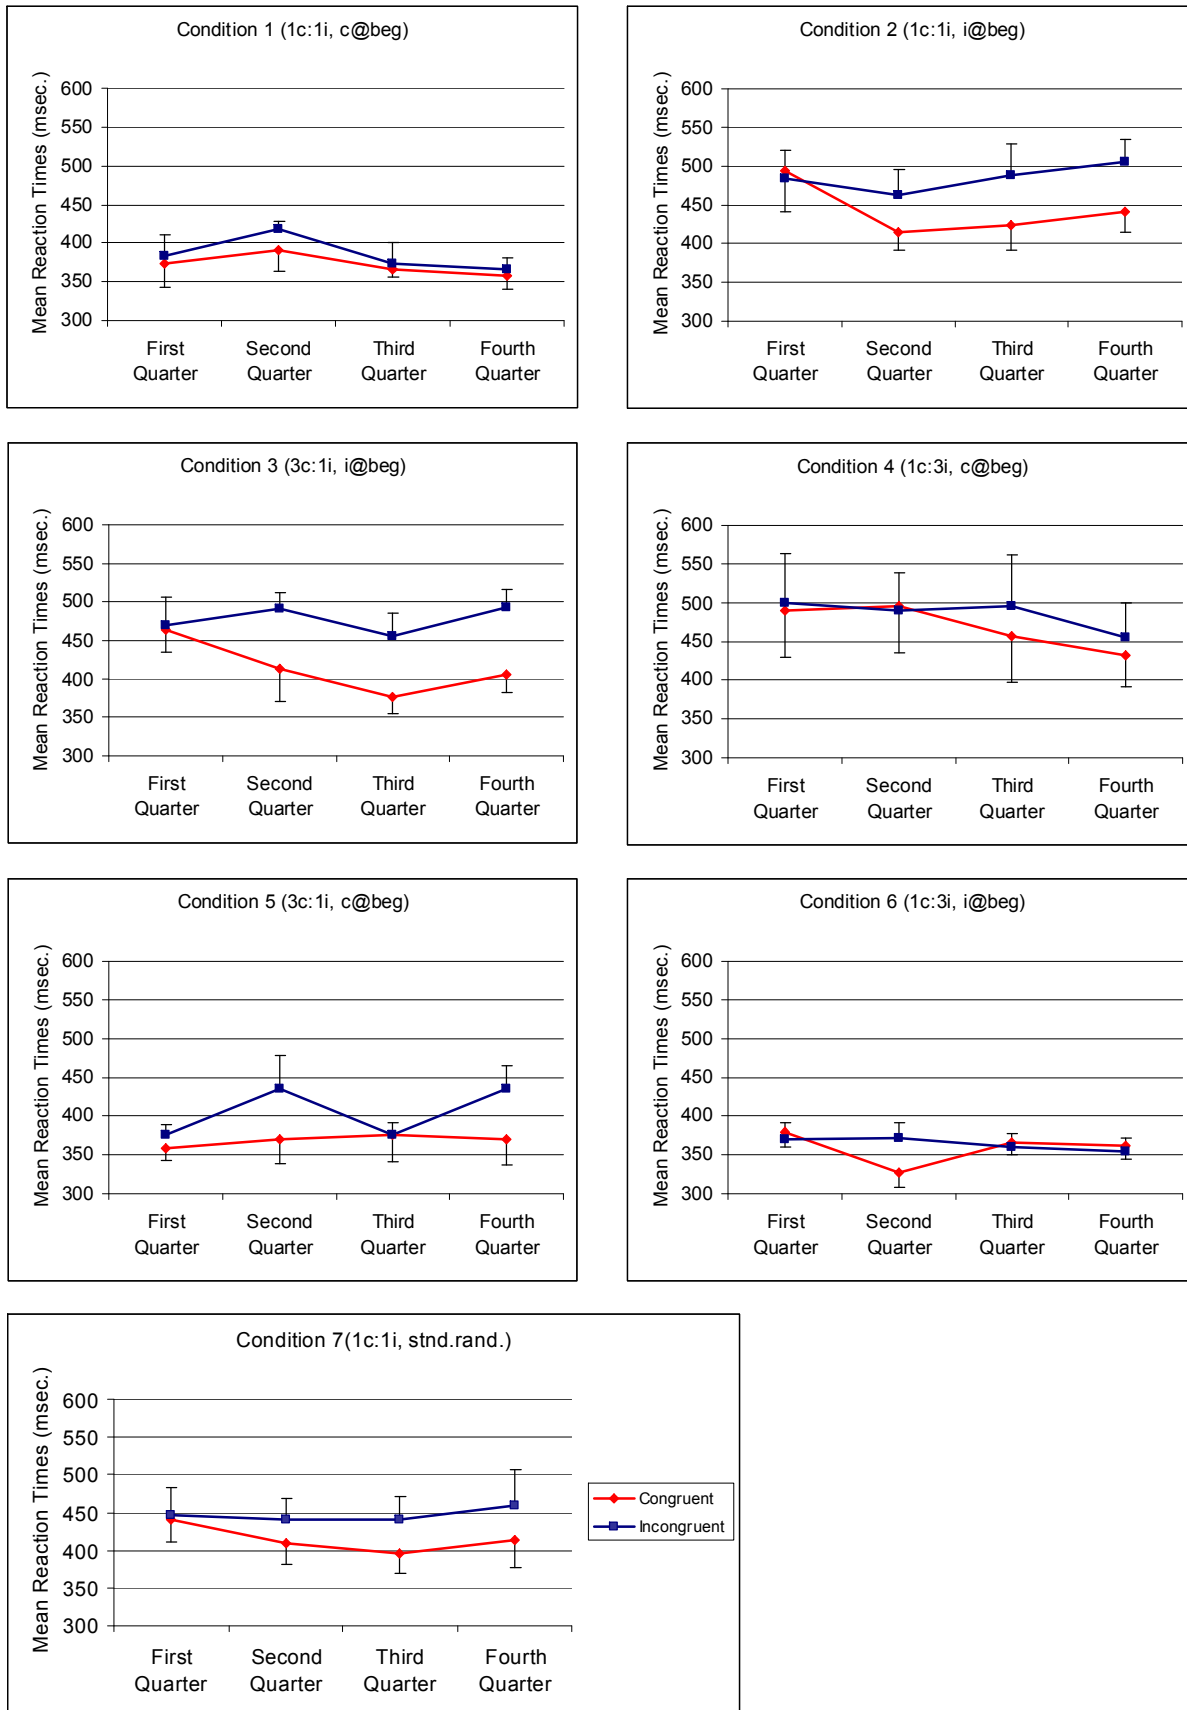 Condition 1 (1c:1i, c@beg)
Mean Reaction Times (msec.)
600
550
500
450
400
350
300
First Quarter
Second Quarter
Third Quarter
Fourth Quarter
Condition 2 (1c:1i, i@beg)
Mean Reaction Times (msec.)
600
550
500
450
400
350
300
First Quarter
Second Quarter
Third Quarter
Fourth Quarter
Condition 3 (3c:1i, i@beg)
Mean Reaction Times (msec.)
600
550
500
450
400
350
300
First Quarter
Second Quarter
Third Quarter
Fourth Quarter
Condition 4 (1c:3i, c@beg)
Mean Reaction Times (msec.)
600
550
500
450
400
350
300
First Quarter
Second Quarter
Third Quarter
Fourth Quarter
Condition 5 (3c:1i, c@beg)
Mean Reaction Times (msec.)
600
550
500
450
400
350
300
First Quarter
Second Quarter
Third Quarter
Fourth Quarter
Condition 6 (1c:3i, i@beg)
Mean Reaction Times (msec.)
600
550
500
450
400
350
300
First Quarter
Second Quarter
Third Quarter
Fourth Quarter
Condition 7(1c:1i, stnd.rand.)
Mean Reaction Times (msec.)
600
550
500
450
400
350
300
First Quarter
Second Quarter
Third Quarter
Fourth Quarter
Congruent
Incongruent